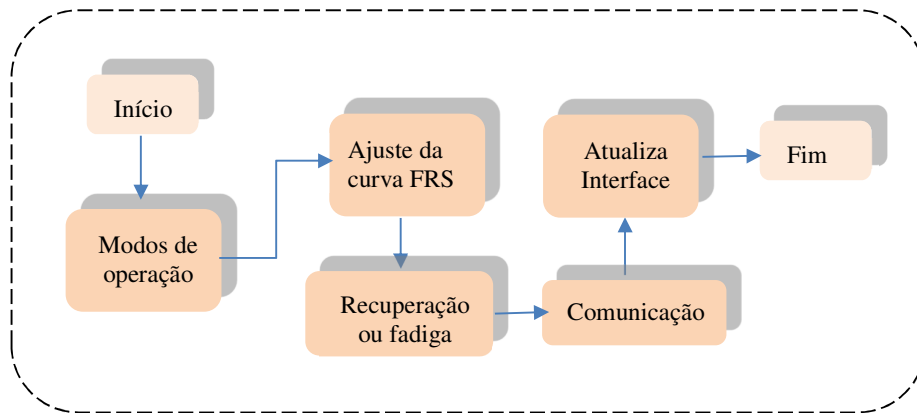 Início
Modos de
operação
Ajuste da
curva FRS
Recuperação
ou fadiga
Comunicação
Atualiza
Interface
Fim